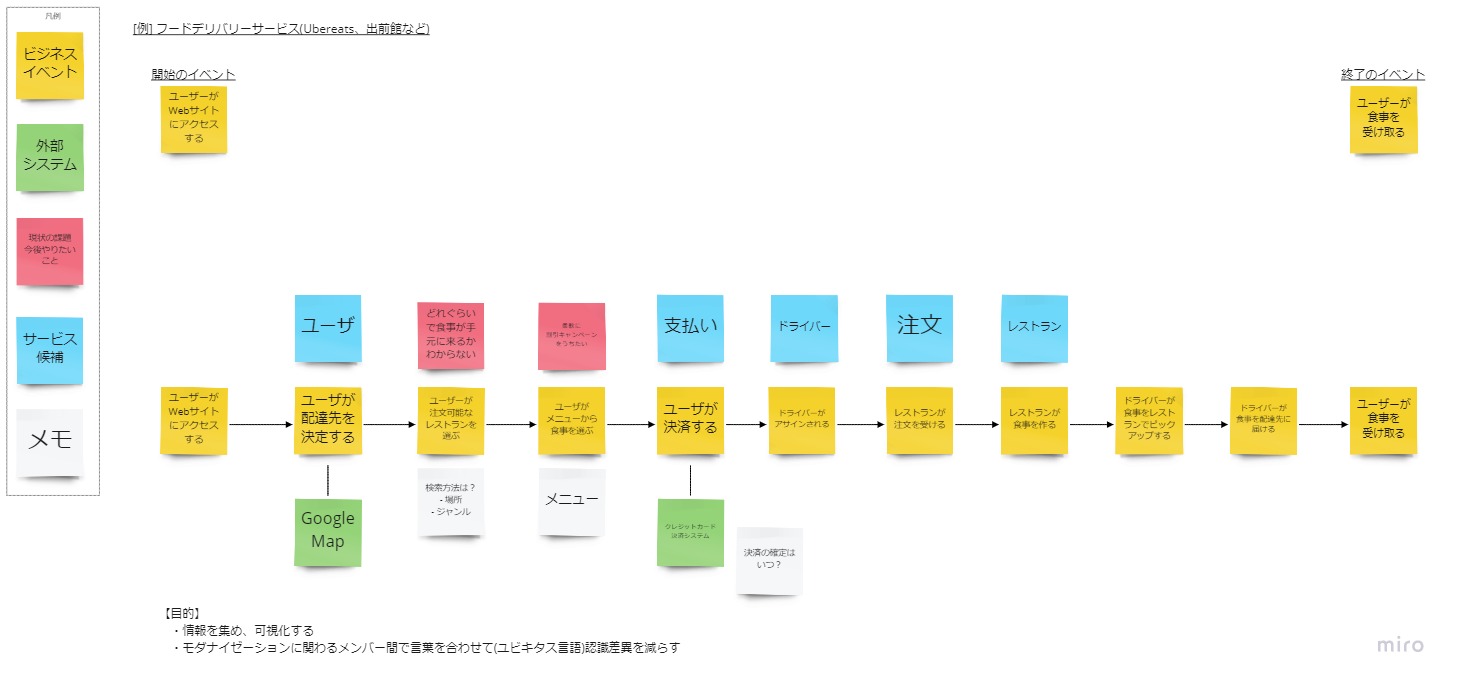 凡例
ビジネス
イベント
外部
システム
現状の課題
今後やりたい
こと
サービス
候補
メモ
[例] フードデリバリーサービス(Ubereats、出前館など)
開始のイベント
ユーザーが
Webサイト
にアクセス
する
終了のイベント
ユーザーが
食事を
受け取る
ユーザ
どれぐらい
で食事が手
元に来るか
わからない
柔軟に
割引キャンペーン
をうちたい
支払い
ドライバー
注文
レストラン
ユーザーが
Webサイト
にアクセス
する
ユーザが
配達先を
決定する
ユーザーが
注文可能な
レストランを
選ぶ
ユーザが
メニューから
食事を選ぶ
ユーザが
決済する
ドライバーが
アサインされる
レストランが
注文を受ける
レストランが
食事を作る
ドライバーが
食事をレスト
ランでピック
アップする
ドライバーが
食事を配達先に
届ける
ユーザーが
食事を
受け取る
Google
Map
検索方法は?
- 場所
- ジャンル
メニュー
クレジットカード
決済システム
決済の確定は
いつ?
【目的】
・情報を集め、可視化する
・モダナイゼーションに関わるメンバー間で言葉を合わせて(ユビキタス言語)認識差異を減らす
miro